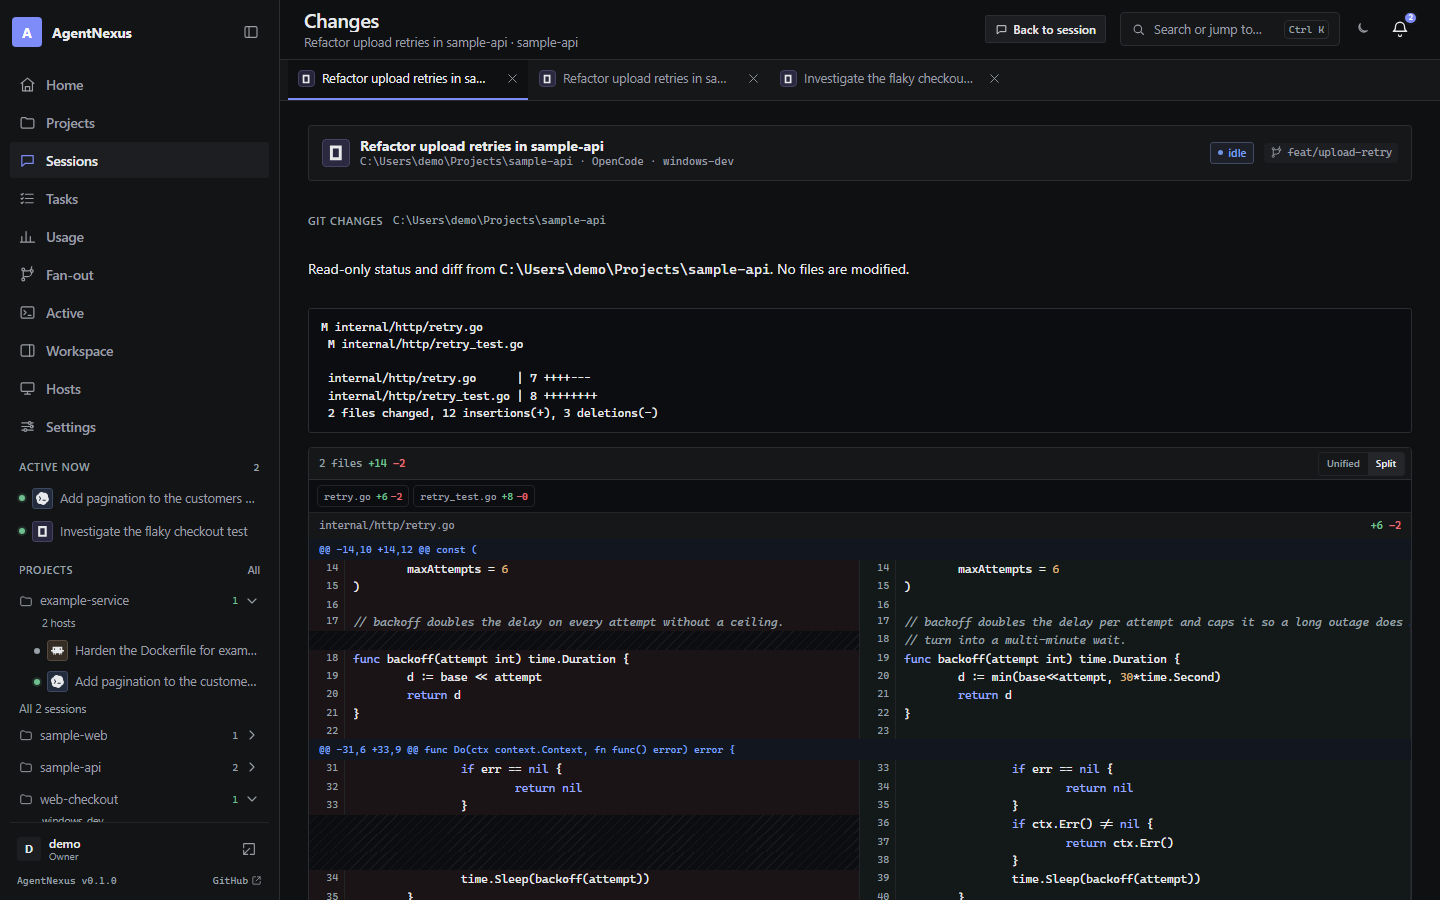 A AgentNexus
Home
Projects
Sessions
Tasks
Usage
Fan-out
Active
Workspace
Hosts
Settings
ACTIVE NOW 2
Add pagination to the customers ...
Investigate the flaky checkout test
PROJECTS All
example-service 1
2 hosts
Harden the Dockerfile for exam...
Add pagination to the custome...
All 2 sessions
sample-web 1
sample-api 2
web-checkout 1
windows-dev
D demo
Owner
AgentNexus v0.1.0 GitHub
Changes
Refactor upload retries in sample-api · sample-api
Back to session
Search or jump to... Ctrl K
2
Refactor upload retries in sa...
Refactor upload retries in sa...
Investigate the flaky checkou...
Refactor upload retries in sample-api
C:\Users\demo\Projects\sample-api · OpenCode · windows-dev
idle
feat/upload-retry
GIT CHANGES C:\Users\demo\Projects\sample-api
Read-only status and diff from C:\Users\demo\Projects\sample-api. No files are modified.
M internal/http/retry.go
M internal/http/retry_test.go
internal/http/retry.go | 7 ++++---
internal/http/retry_test.go | 8 ++++++++
2 files changed, 12 insertions(+), 3 deletions(-)
2 files +14 −2
Unified Split
retry.go +6 −2 retry_test.go +8 −0
internal/http/retry.go +6 −2
@@ -14,10 +14,12 @@ const (
14 maxAttempts = 6
15 )
16
17 // backoff doubles the delay on every attempt without a ceiling.
18 func backoff(attempt int) time.Duration {
19 d := base << attempt
20 return d
21 }
22
14 maxAttempts = 6
15 )
16
17 // backoff doubles the delay per attempt and caps it so a long outage does
18 // turn into a multi-minute wait.
19 func backoff(attempt int) time.Duration {
20 d := min(base<<attempt, 30*time.Second)
21 return d
22 }
23
@@ -31,6 +33,9 @@ func Do(ctx context.Context, fn func() error) error {
31 if err == nil {
32 return nil
33 }
34 time.Sleep(backoff(attempt))
35 }
33 if err == nil {
34 return nil
35 }
36 if ctx.Err() != nil {
37 return ctx.Err()
38 }
39 time.Sleep(backoff(attempt))
40 }